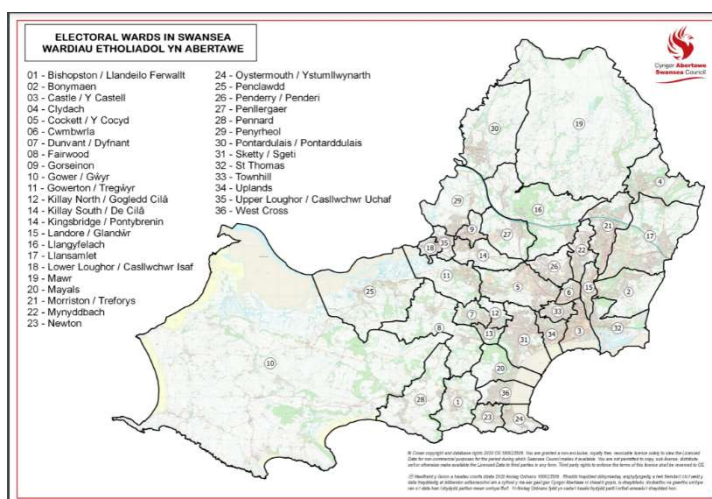 ELECTORAL WARDS IN SWANSEA
WARDIAU ETHOLIADOL YN ABERTAWE
Cyngor Abertawe
Swansea Council
01 - Bishopston / Llandeilo Ferwallt
02 - Bonymaen
03 - Castle / Y Castell
04 - Clydach
05 - Cockett / Y Cocyd
06 - Cwmbwrla
07 - Dunvant / Dyfnant
08 - Fairwood
09 - Gorseinon
10 - Gower / Gŵyr
11 - Gowerton / Tregŵyr
12 - Killay North / Gogledd Cilâ
14 - Killay South / De Cilâ
14 - Kingsbridge / Pontybrenin
15 - Landore / Glandŵr
16 - Llangyfelach
17 - Llansamlet
18 - Lower Loughor / Casllwchwr Isaf
19 - Mawr
20 - Mayals
21 - Morriston / Treforys
22 - Mynyddbach
23 - Newton
24 - Oystermouth / Ystumllwynarth
25 - Penclawdd
26 - Penderry / Penderi
27 - Penllergaer
28 - Pennard
29 - Penyrheol
30 - Pontardulais / Pontarddulais
31 - Sketty / Sgeti
32 - St Thomas
33 - Townhill
34 - Uplands
35 - Upper Loughor / Casllwchwr Uchaf
36 - West Cross
19
30
4
29
16
21
17
9
27
22
18
35
14
11
26
25
5
6
15
2
7
12
33
8
13
31
34
3
32
10
20
36
28
1
23
24